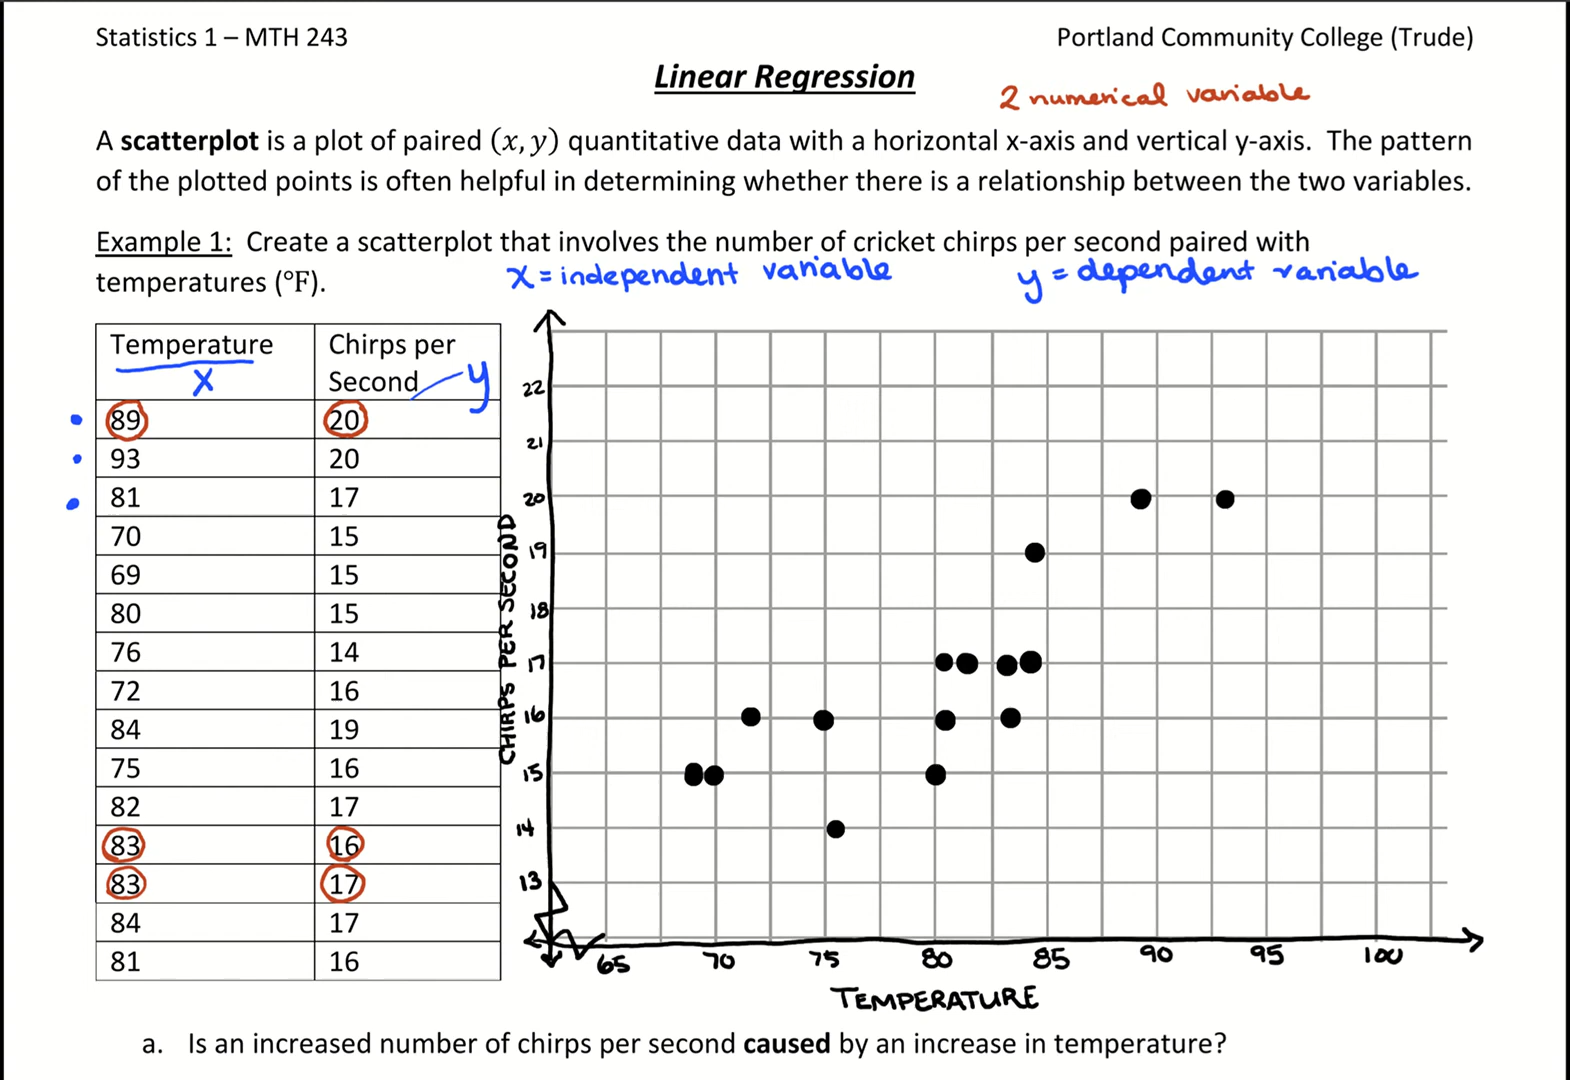 Statistics 1 – MTH 243
Portland Community College (Trude)
Linear Regression
2 numerical variable
A scatterplot is a plot of paired (x, y) quantitative data with a horizontal x-axis and vertical y-axis. The pattern
of the plotted points is often helpful in determining whether there is a relationship between the two variables.
Example 1: Create a scatterplot that involves the number of cricket chirps per second paired with
temperatures (°F).
x = independent variable
y = dependent variable
Temperature
x
Chirps per
Second
y
89 20
93 20
81 17
70 15
69 15
80 15
76 14
72 16
84 19
75 16
82 17
83 16
83 17
84 17
81 16
CHIRPS PER SECOND
22
21
20
19
18
17
16
15
14
13
65 70 75 80 85 90 95 100
TEMPERATURE
a. Is an increased number of chirps per second caused by an increase in temperature?